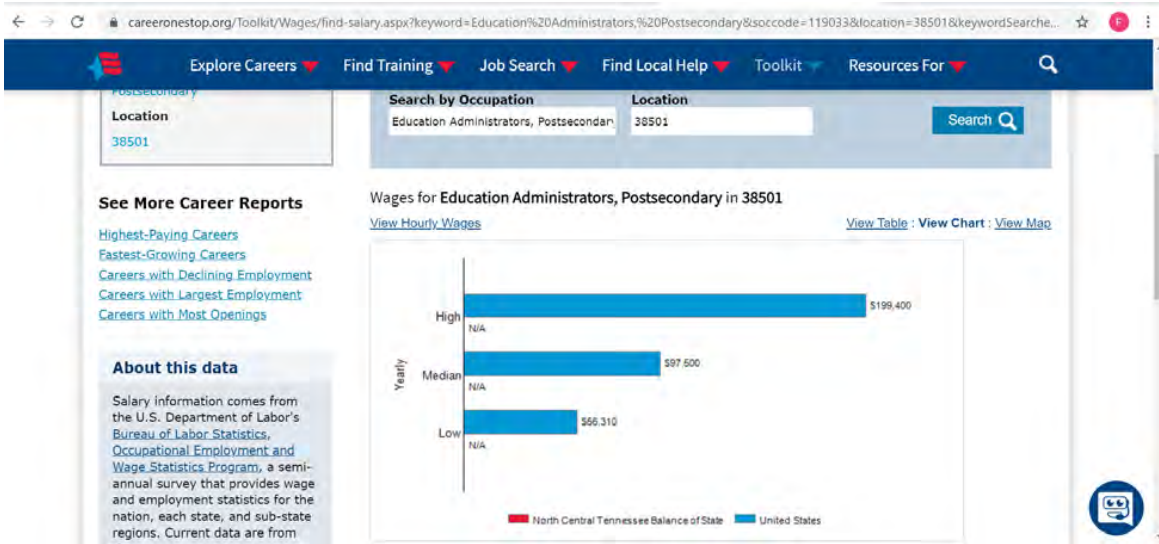 careeronestop.org/Toolkit/Wages/find-salary.aspx?keyword=Education%20Administrators,%20Postsecondary&soccode=119033&location=38501&keywordSearche...
E
Explore Careers Find Training Job Search Find Local Help Toolkit Resources For
Postsecondary
Location
38501
Search by Occupation Location
Education Administrators, Postsecondan 38501 Search
See More Career Reports
Highest-Paying Careers
Fastest-Growing Careers
Careers with Declining Employment
Careers with Largest Employment
Careers with Most Openings
About this data
Salary information comes from
the U.S. Department of Labor's
Bureau of Labor Statistics,
Occupational Employment and
Wage Statistics Program, a semi-
annual survey that provides wage
and employment statistics for the
nation, each state, and sub-state
regions. Current data are from
Wages for Education Administrators, Postsecondary in 38501
View Hourly Wages View Table : View Chart : View Map
Yearly
High $199,400
N/A
Median $97,500
N/A
Low $56,310
N/A
North Central Tennessee Balance of State United States